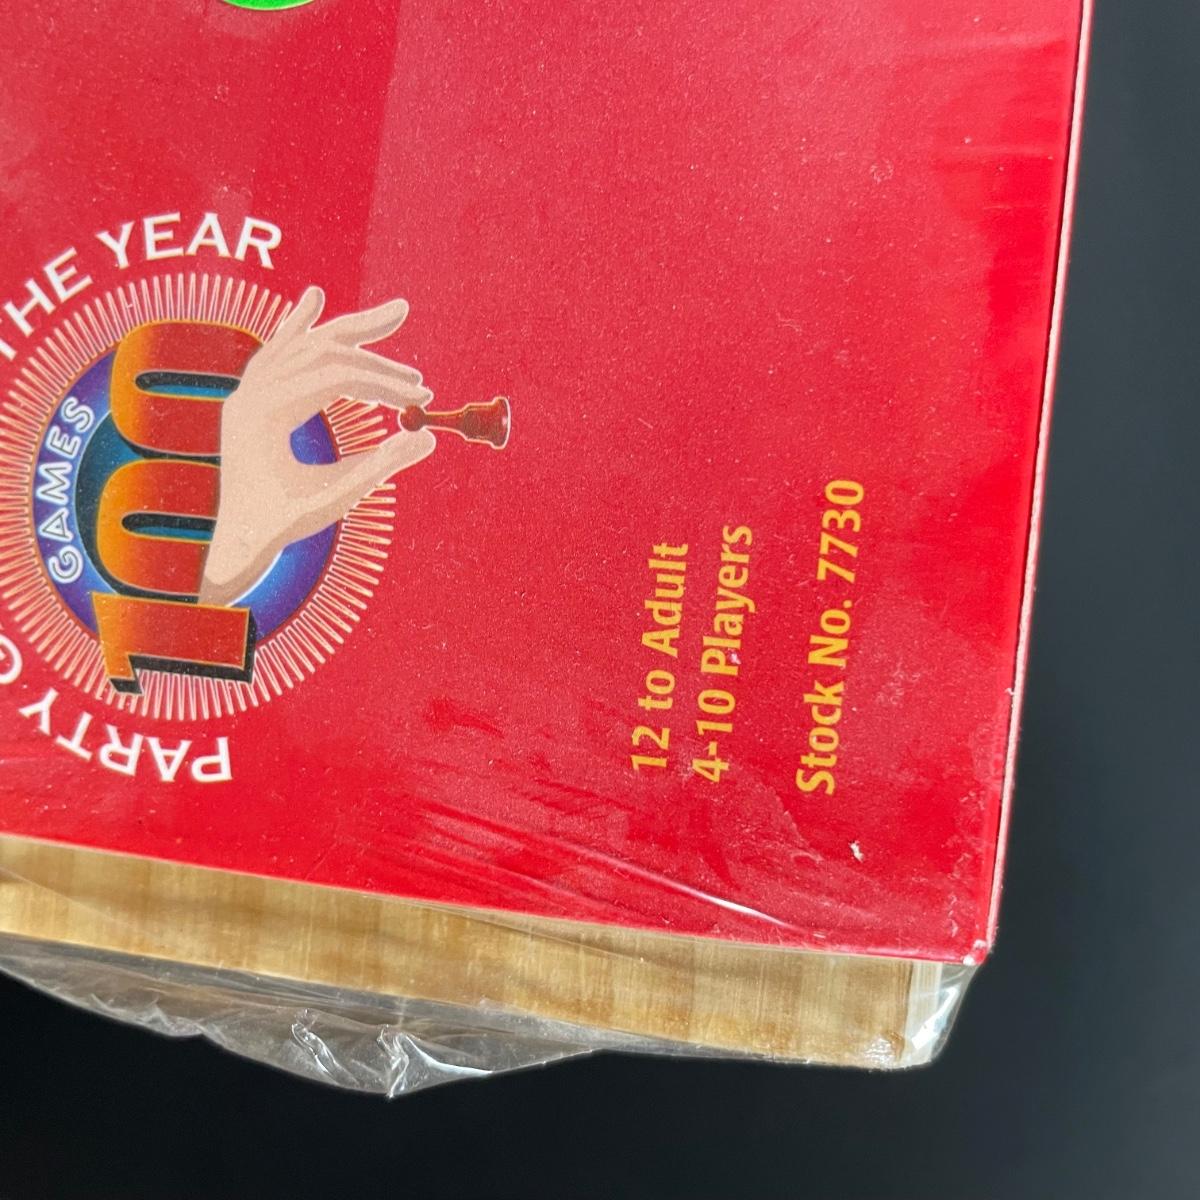 THE YEAR
GAMES
100
PARTY G
12 to Adult
4-10 Players
Stock No. 7730